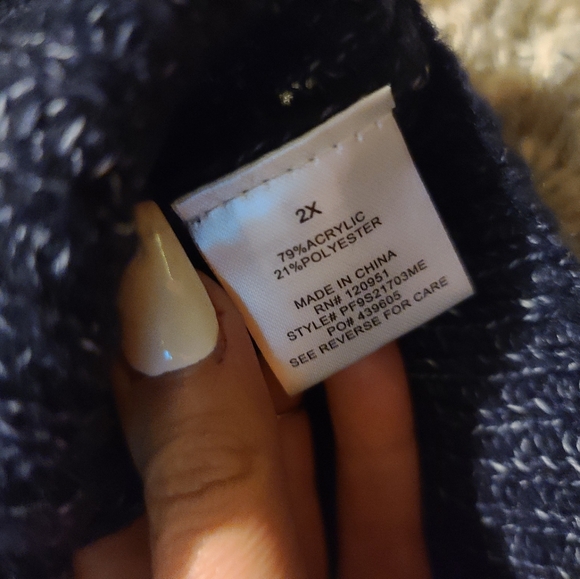 2X
79%ACRYLIC
21%POLYESTER
MADE IN CHINA
RN# 120951
STYLE# PF9S21703ME
PO# 439605
SEE REVERSE FOR CARE